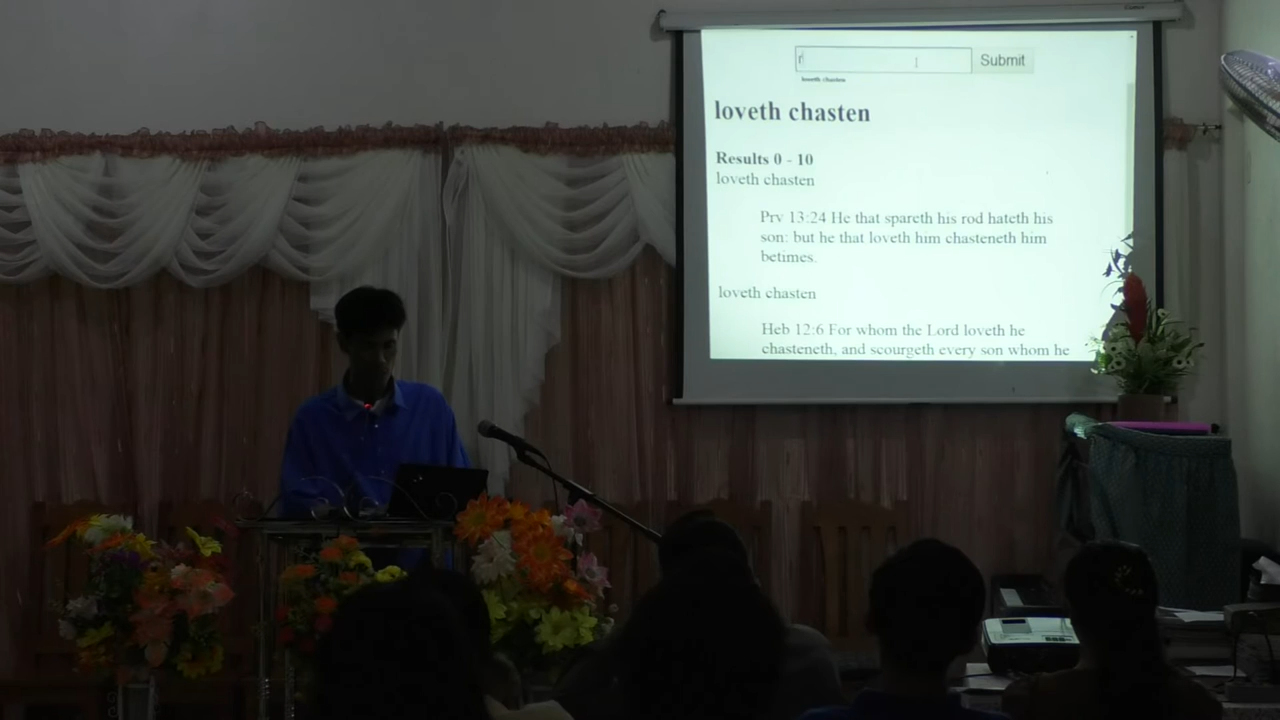 r
Submit
loveth chasten
loveth chasten
Results 0 - 10
loveth chasten
Prv 13:24 He that spareth his rod hateth his
son: but he that loveth him chasteneth him
betimes.
loveth chasten
Heb 12:6 For whom the Lord loveth he
chasteneth, and scourgeth every son whom he